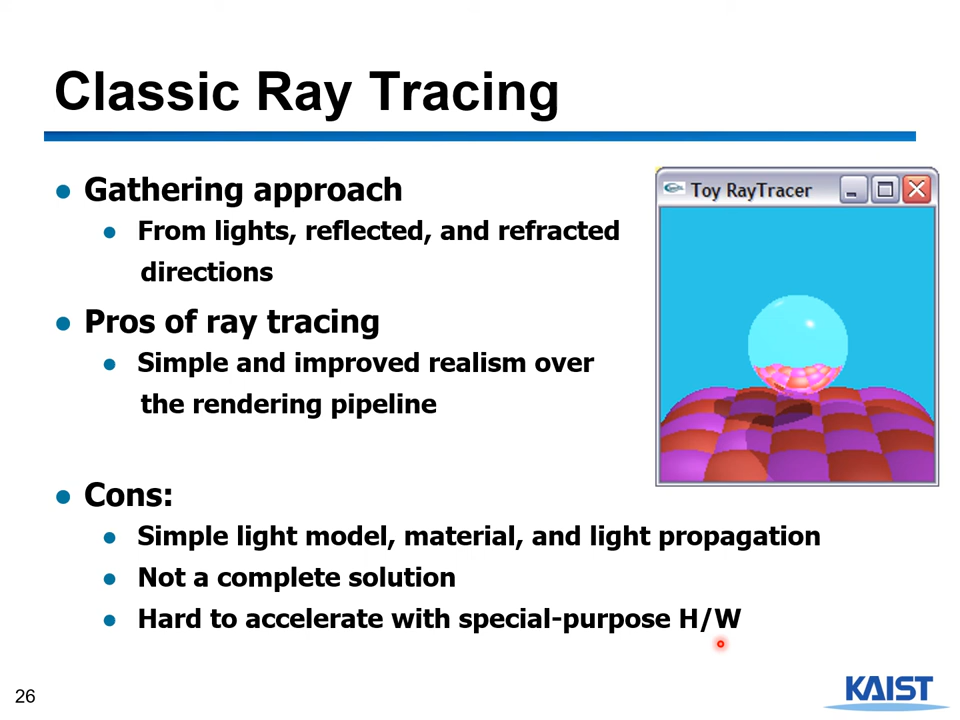 Classic Ray Tracing
Gathering approach
From lights, reflected, and refracted
directions
Pros of ray tracing
Simple and improved realism over
the rendering pipeline
Toy RayTracer
Cons:
Simple light model, material, and light propagation
Not a complete solution
Hard to accelerate with special-purpose H/W
26
KAIST